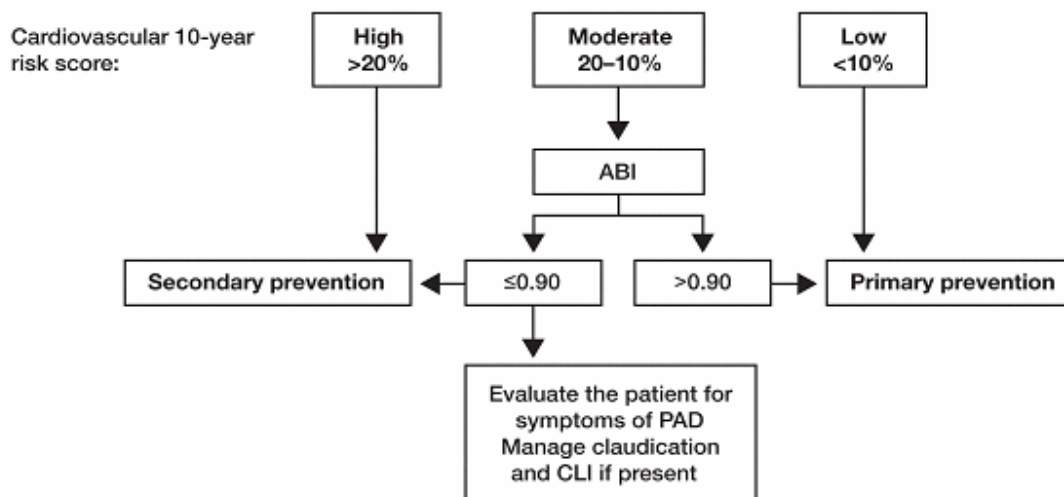 Cardiovascular 10-year
risk score:
High
>20%
Moderate
20–10%
Low
<10%
ABI
Secondary prevention
≤0.90
>0.90
Primary prevention
Evaluate the patient for
symptoms of PAD
Manage claudication
and CLI if present